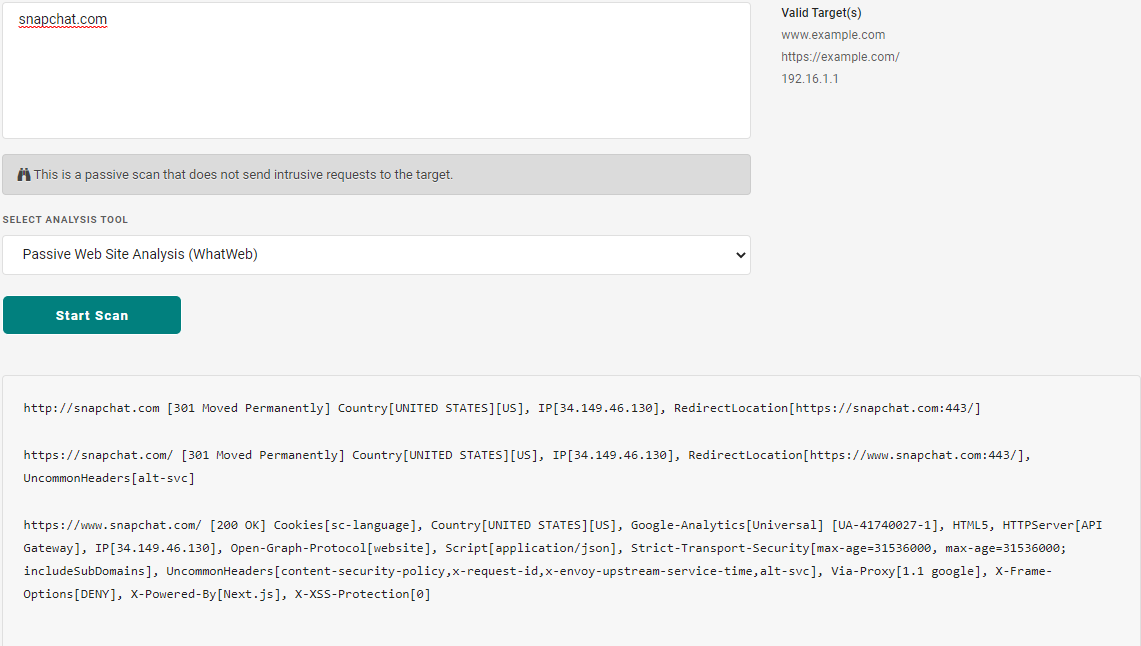 snapchat.com
Valid Target(s)
www.example.com
https://example.com/
192.16.1.1
This is a passive scan that does not send intrusive requests to the target.
SELECT ANALYSIS TOOL
Passive Web Site Analysis (WhatWeb)
Start Scan
http://snapchat.com [301 Moved Permanently] Country[UNITED STATES][US], IP[34.149.46.130], RedirectLocation[https://snapchat.com:443/]
https://snapchat.com/ [301 Moved Permanently] Country[UNITED STATES][US], IP[34.149.46.130], RedirectLocation[https://www.snapchat.com:443/],
UncommonHeaders[alt-svc]
https://www.snapchat.com/ [200 OK] Cookies[sc-language], Country[UNITED STATES][US], Google-Analytics[Universal] [UA-41740027-1], HTML5, HTTPServer[API
Gateway], IP[34.149.46.130], Open-Graph-Protocol[website], Script[application/json], Strict-Transport-Security[max-age=31536000, max-age=31536000;
includeSubDomains], UncommonHeaders[content-security-policy,x-request-id,x-envoy-upstream-service-time,alt-svc], Via-Proxy[1.1 google], X-Frame-
Options[DENY], X-Powered-By[Next.js], X-XSS-Protection[0]